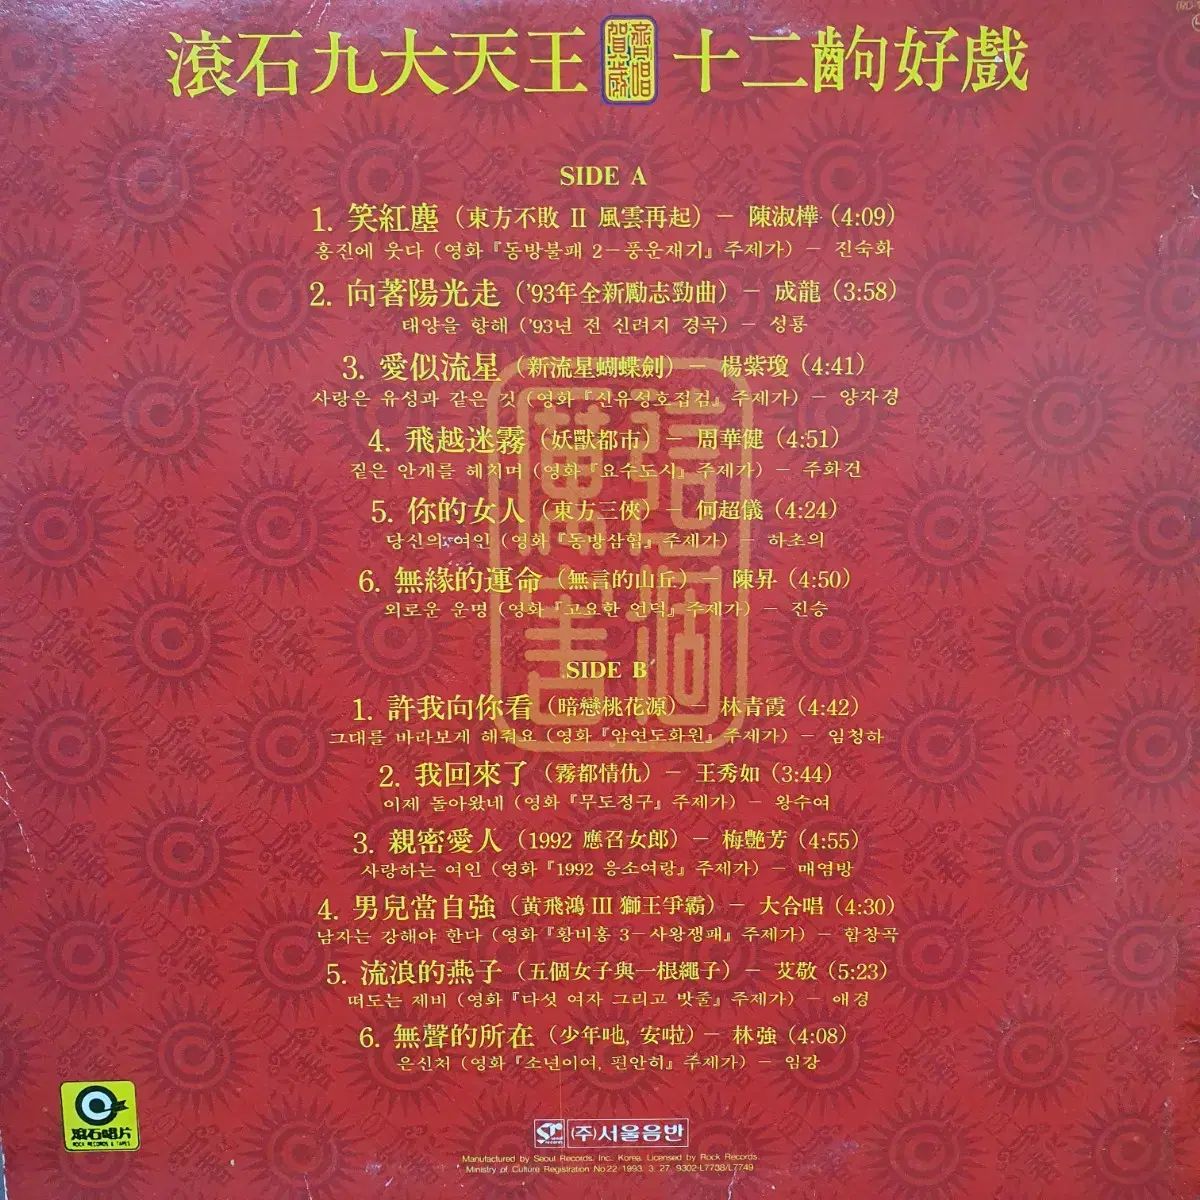 滾石九大天王 齊唱賀歲 十二齣好戲
SIDE A
1. 笑紅塵 (東方不敗 II 風雲再起) － 陳淑樺 (4:09)
홍진에 웃다 (영화『동방불패 2－풍운재기』주제가) － 진숙화
2. 向著陽光走 ('93年全新勵志勁曲) － 成龍 (3:58)
태양을 향해 ('93년 전 신려지 경곡) － 성룡
3. 愛似流星 (新流星蝴蝶劍) － 楊紫瓊 (4:41)
사랑은 유성과 같은 것 (영화『신유성호접검』주제가) － 양자경
4. 飛越迷霧 (妖獸都市) － 周華健 (4:51)
짙은 안개를 헤치며 (영화『요수도시』주제가) － 주화건
5. 你的女人 (東方三俠) － 何超儀 (4:24)
당신의 여인 (영화『동방삼협』주제가) － 하초의
6. 無緣的運命 (無言的山丘) － 陳昇 (4:50)
외로운 운명 (영화『고요한 언덕』주제가) － 진승
SIDE B
1. 許我向你看 (暗戀桃花源) － 林青霞 (4:42)
그대를 바라보게 해줘요 (영화『암연도화원』주제가) － 임청하
2. 我回來了 (霧都情仇) － 王秀如 (3:44)
이제 돌아왔네 (영화『무도정구』주제가) － 왕수여
3. 親密愛人 (1992 應召女郎) － 梅艷芳 (4:55)
사랑하는 여인 (영화『1992 응소여랑』주제가) － 매염방
4. 男兒當自強 (黃飛鴻 III 獅王爭霸) － 大合唱 (4:30)
남자는 강해야 한다 (영화『황비홍 3－사왕쟁패』주제가) － 합창곡
5. 流浪的燕子 (五個女子與一根繩子) － 艾敬 (5:23)
떠도는 제비 (영화『다섯 여자 그리고 밧줄』주제가) － 애경
6. 無聲的所在 (少年吔, 安啦) － 林強 (4:08)
은신처 (영화『소년이여, 편안히』주제가) － 임강
滾石唱片
ROCK RECORDS & TAPES
(주)서울음반
Manufactured by Seoul Records, Inc. Korea. Licensed by Rock Records.
Ministry of Culture Registration No.22 1993. 3. 27. 9302-L7738/L7749